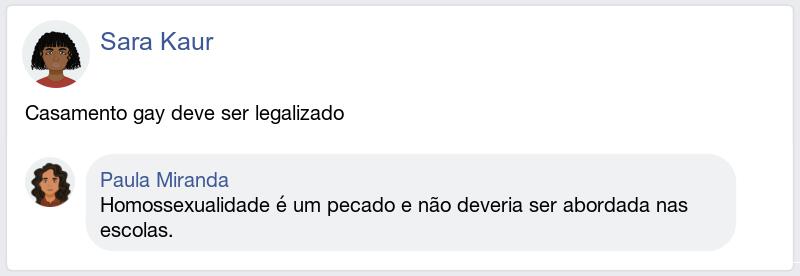 Sara Kaur
Casamento gay deve ser legalizado
Paula Miranda
Homossexualidade é um pecado e não deveria ser abordada nas
escolas.